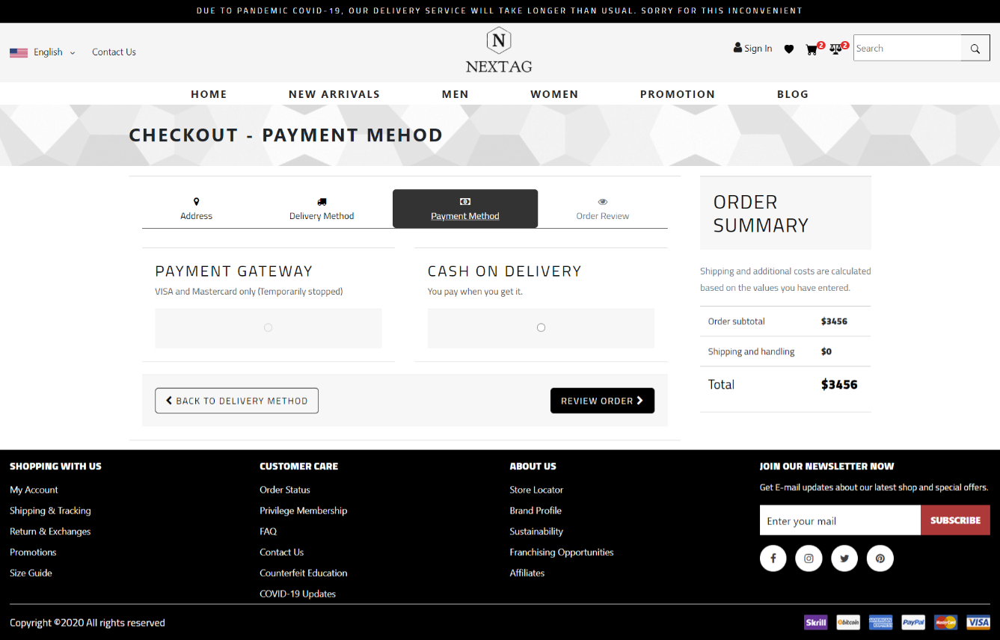 DUE TO PANDEMIC COVID-19, OUR DELIVERY SERVICE WILL TAKE LONGER THAN USUAL. SORRY FOR THIS INCONVENIENT
English
Contact Us
N
NEXTAG
Sign In
2
2
Search
HOME
NEW ARRIVALS
MEN
WOMEN
PROMOTION
BLOG
CHECKOUT - PAYMENT MEHOD
Address
Delivery Method
Payment Method
Order Review
PAYMENT GATEWAY
VISA and Mastercard only (Temporarily stopped)
CASH ON DELIVERY
You pay when you get it.
BACK TO DELIVERY METHOD
REVIEW ORDER
ORDER
SUMMARY
Shipping and additional costs are calculated
based on the values you have entered.
Order subtotal $3456
Shipping and handling $0
Total $3456
SHOPPING WITH US
My Account
Shipping & Tracking
Return & Exchanges
Promotions
Size Guide
CUSTOMER CARE
Order Status
Privilege Membership
FAQ
Contact Us
Counterfeit Education
COVID-19 Updates
ABOUT US
Store Locator
Brand Profile
Sustainability
Franchising Opportunities
Affiliates
JOIN OUR NEWSLETTER NOW
Get E-mail updates about our latest shop and special offers.
Enter your mail
SUBSCRIBE
Copyright ©2020 All rights reserved
Skrill
bitcoin
AMERICAN EXPRESS
PayPal
MasterCard
VISA